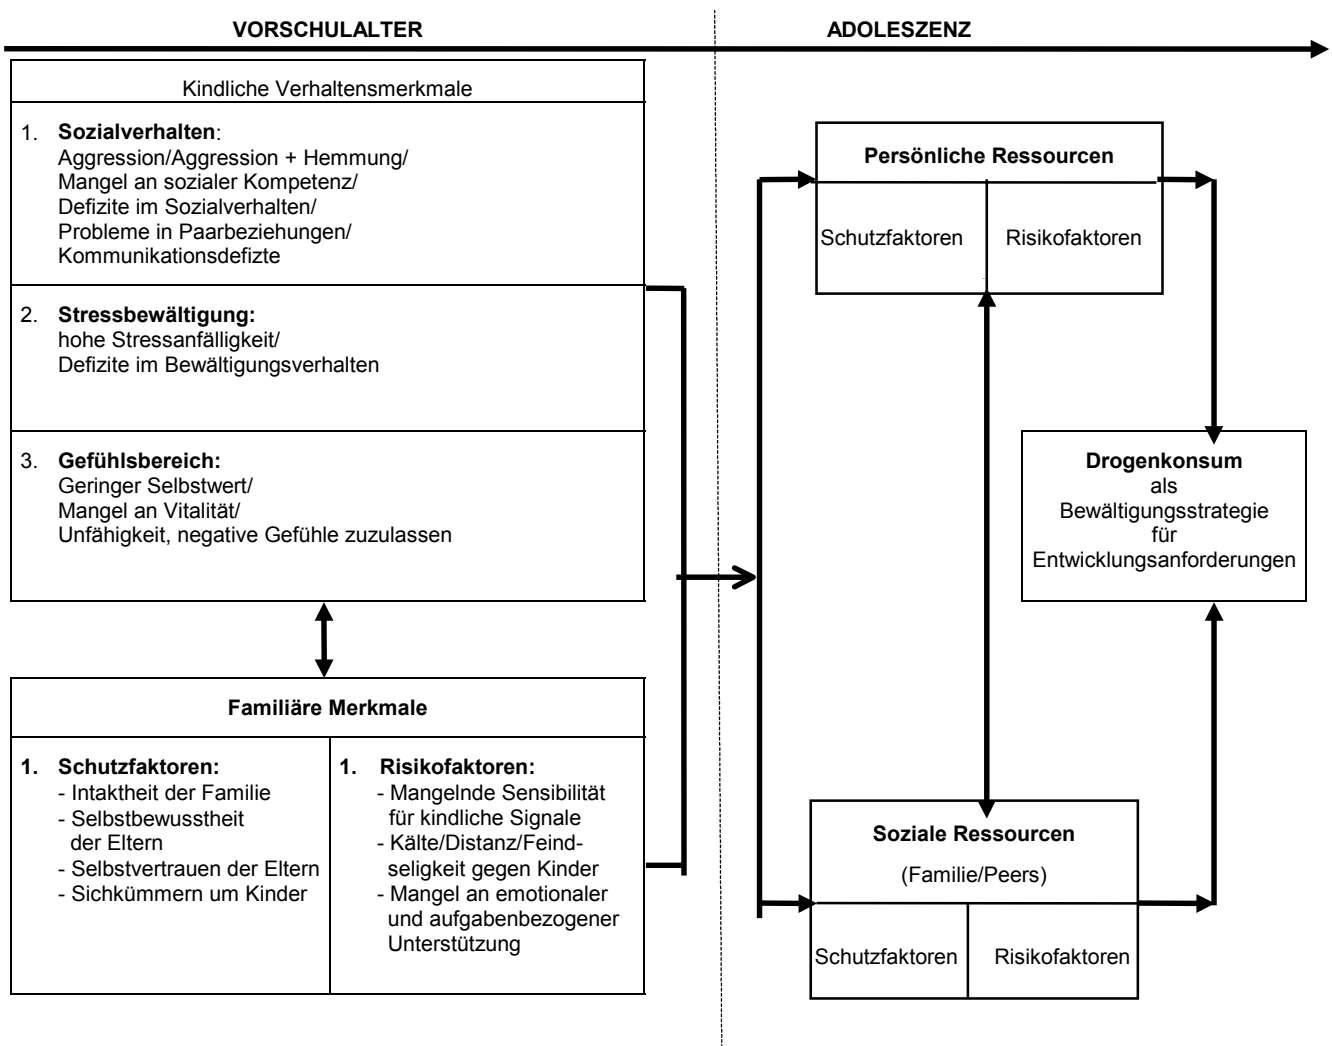 VORSCHULALTER
ADOLESZENZ
Kindliche Verhaltensmerkmale
1. Sozialverhalten:
Aggression/Aggression + Hemmung/
Mangel an sozialer Kompetenz/
Defizite im Sozialverhalten/
Probleme in Paarbeziehungen/
Kommunikationsdefizte
2. Stressbewältigung:
hohe Stressanfälligkeit/
Defizite im Bewältigungsverhalten
3. Gefühlsbereich:
Geringer Selbstwert/
Mangel an Vitalität/
Unfähigkeit, negative Gefühle zuzulassen
Familiäre Merkmale
1. Schutzfaktoren:
- Intaktheit der Familie
- Selbstbewusstheit
der Eltern
- Selbstvertrauen der Eltern
- Sichkümmern um Kinder
1. Risikofaktoren:
- Mangelnde Sensibilität
für kindliche Signale
- Kälte/Distanz/Feind-
seligkeit gegen Kinder
- Mangel an emotionaler
und aufgabenbezogener
Unterstützung
Persönliche Ressourcen
Schutzfaktoren
Risikofaktoren
Drogenkonsum
als
Bewältigungsstrategie
für
Entwicklungsanforderungen
Soziale Ressourcen
(Familie/Peers)
Schutzfaktoren
Risikofaktoren